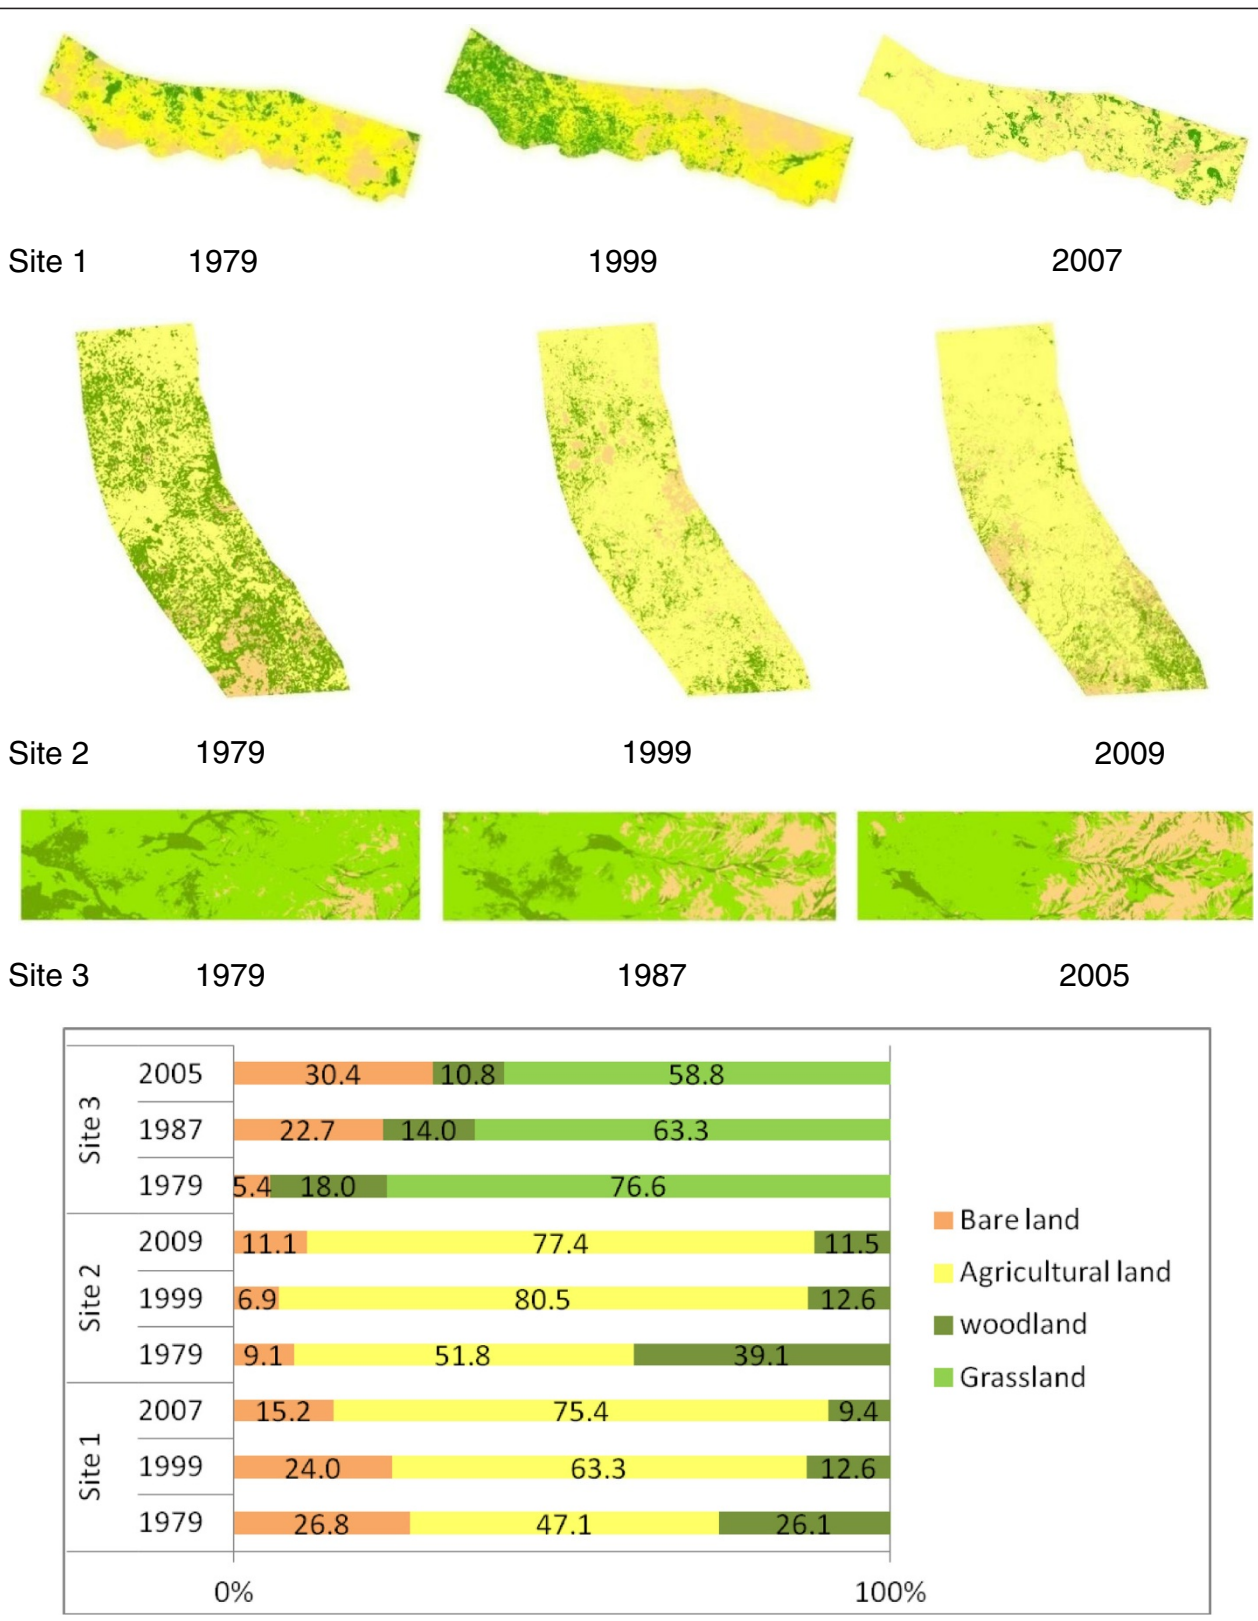 Site 1 1979 1999 2007
Site 2 1979 1999 2009
Site 3 1979 1987 2005
Site 3
2005 30.4 10.8 58.8
1987 22.7 14.0 63.3
1979 5.4 18.0 76.6
Site 2
2009 11.1 77.4 11.5
1999 6.9 80.5 12.6
1979 9.1 51.8 39.1
Site 1
2007 15.2 75.4 9.4
1999 24.0 63.3 12.6
1979 26.8 47.1 26.1
0% 100%
Bare land
Agricultural land
woodland
Grassland